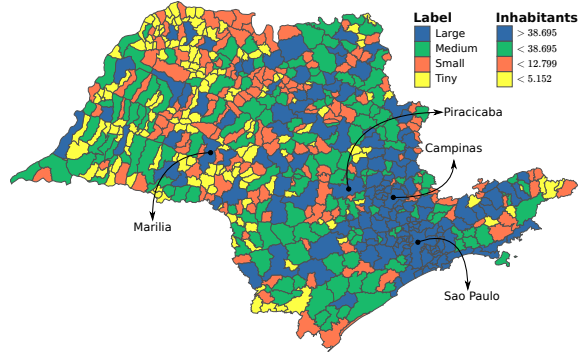 Label Inhabitants
Large > 38.695
Medium < 38.695
Small < 12.799
Tiny < 5.152
Piracicaba
Campinas
Marilia
Sao Paulo